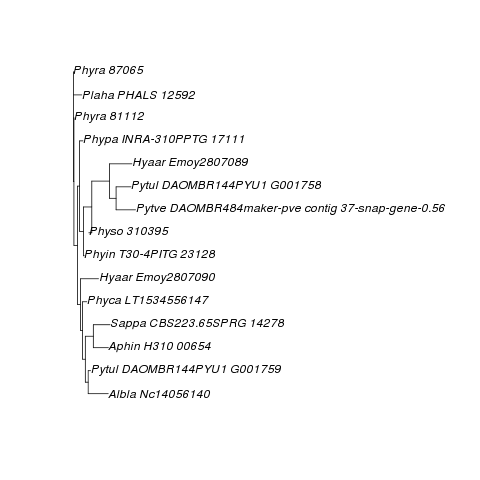 Phyra 87065
Plaha PHALS 12592
Phyra 81112
Phypa INRA-310PPTG 17111
Hyaar Emoy2807089
Pytul DAOMBR144PYU1 G001758
Pytve DAOMBR484maker-pve contig 37-snap-gene-0.56
Physo 310395
Phyin T30-4PITG 23128
Hyaar Emoy2807090
Phyca LT1534556147
Sappa CBS223.65SPRG 14278
Aphin H310 00654
Pytul DAOMBR144PYU1 G001759
Albla Nc14056140